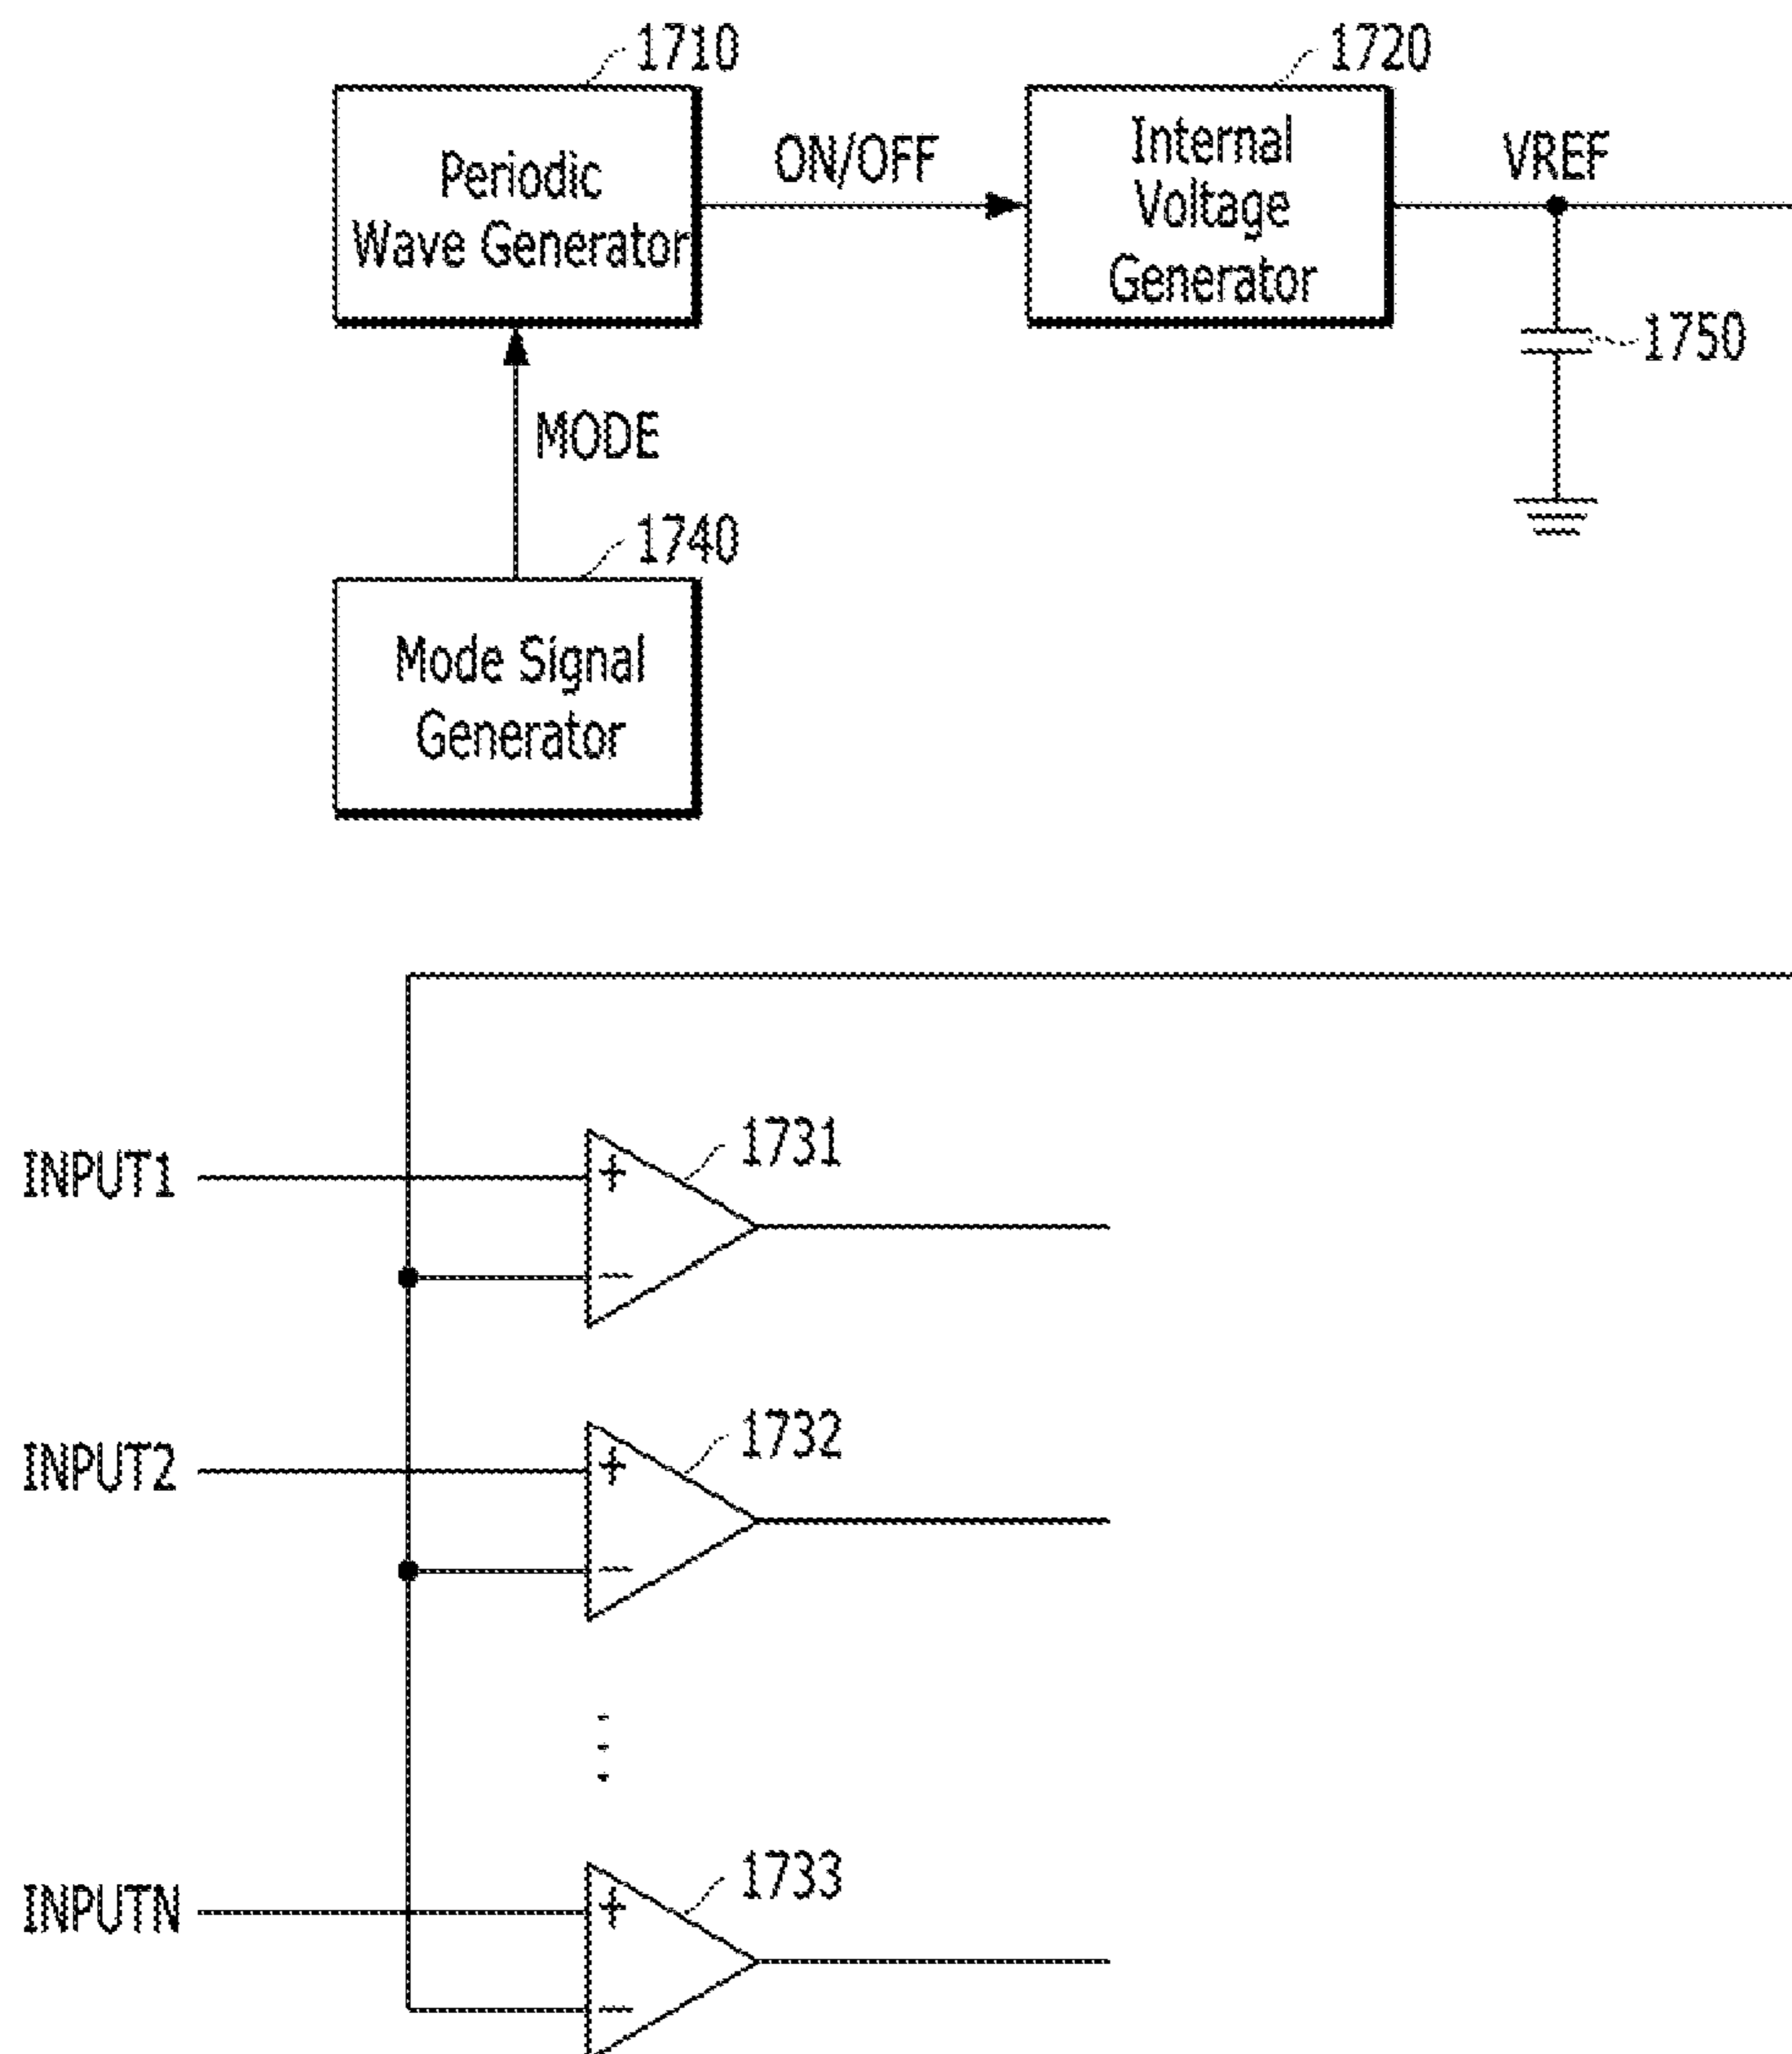 1710
1720
Periodic
Wave Generator
ON/OFF
Internal
Voltage
Generator
VREF
1750
MODE
1740
Mode Signal
Generator
INPUT1
+
1731
−
INPUT2
+
1732
−
INPUTN
+
1733
−